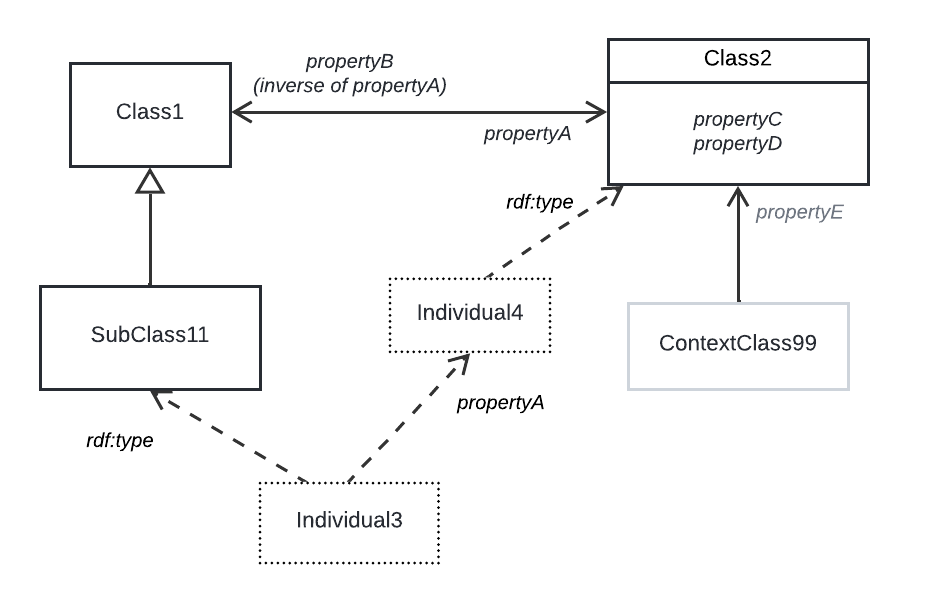 Class1
propertyB
(inverse of propertyA)
propertyA
Class2
propertyC
propertyD
rdf:type
propertyE
SubClass11
Individual4
ContextClass99
propertyA
rdf:type
Individual3